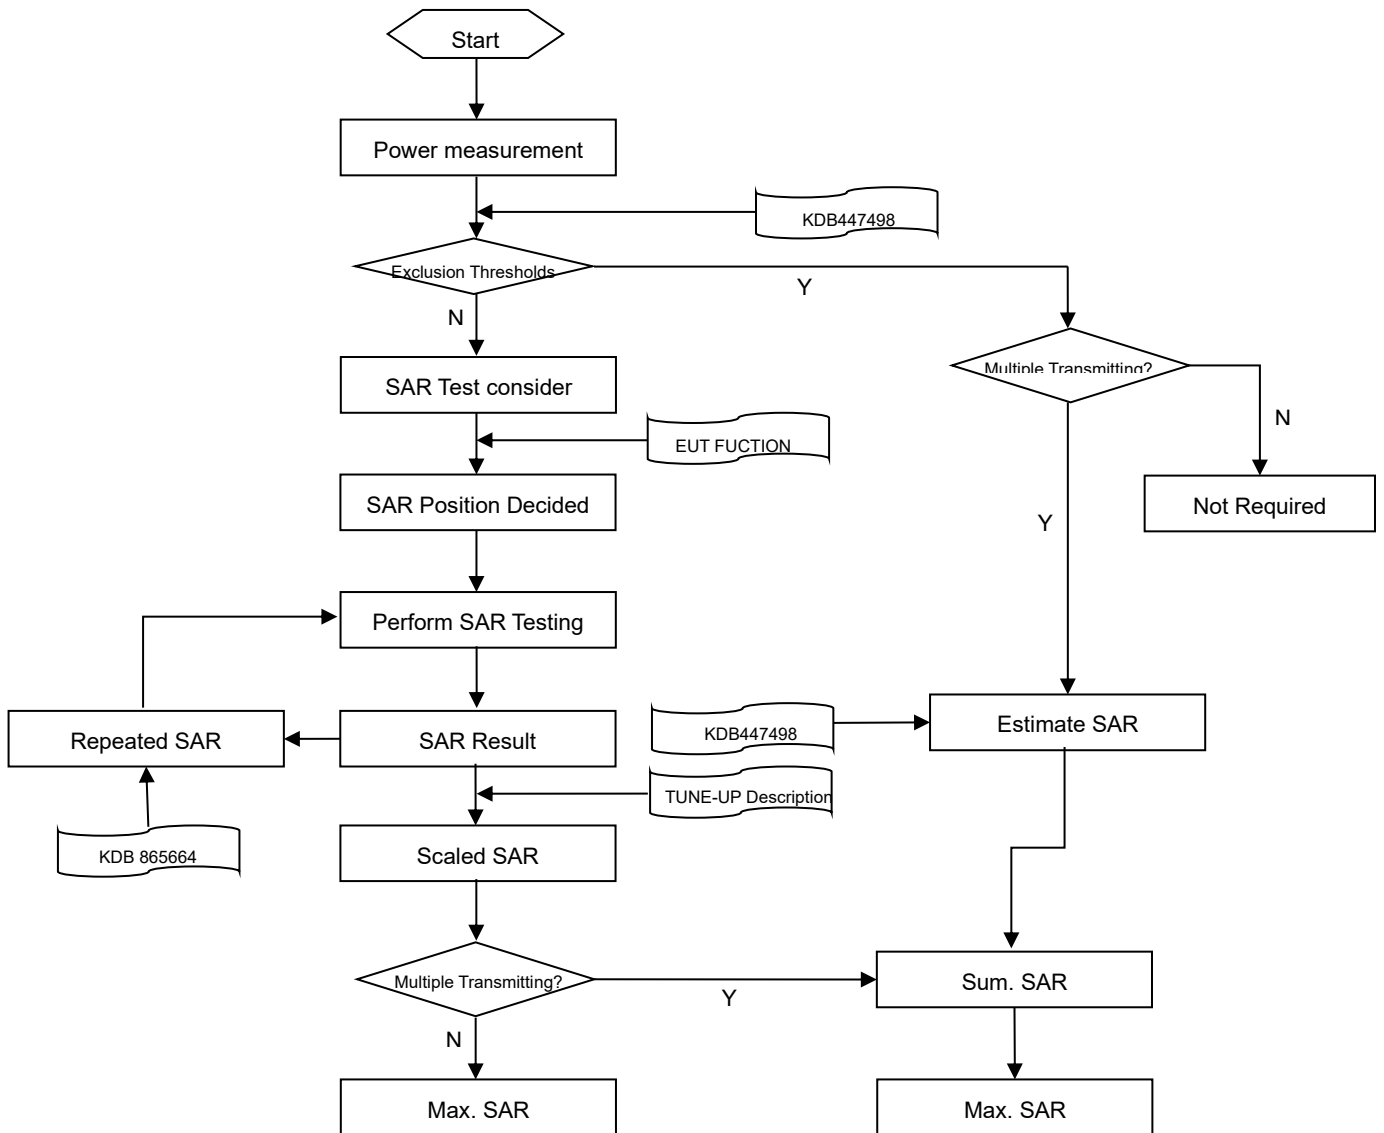 Start
Power measurement
KDB447498
Exclusion Thresholds
Y
N
Multiple Transmitting?
SAR Test consider
N
EUT FUCTION
SAR Position Decided
Not Required
Y
Perform SAR Testing
Repeated SAR
SAR Result
KDB447498
Estimate SAR
TUNE-UP Description
KDB 865664
Scaled SAR
Multiple Transmitting?
Y
Sum. SAR
N
Max. SAR
Max. SAR